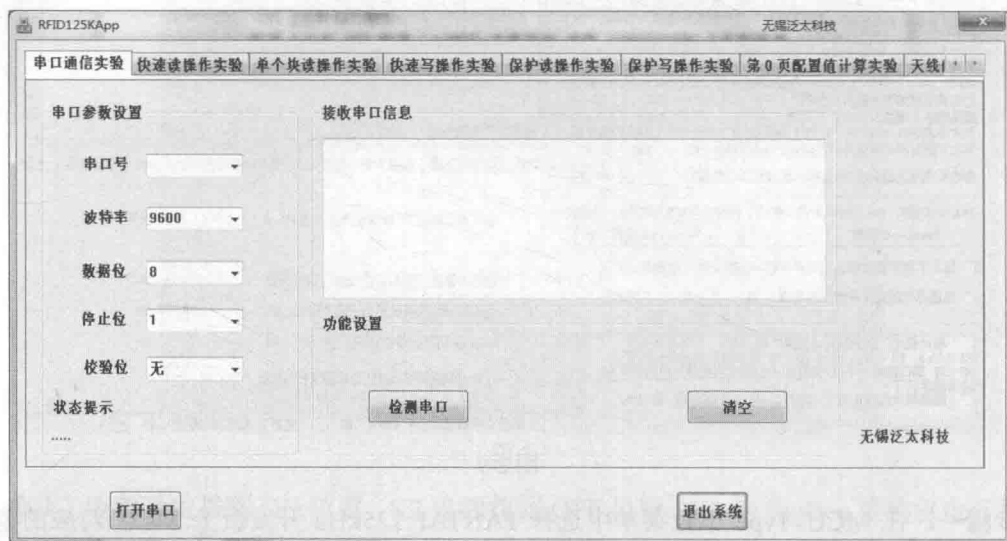 RFID125KApp
无锡泛太科技
串口通信实验 快速读操作实验 单个块读操作实验 快速写操作实验 保护读操作实验 保护写操作实验 第0页配置值计算实验 天线
串口参数设置
接收串口信息
串口号
波特率 9600
数据位 8
停止位 1
功能设置
校验位 无
状态提示
检测串口
清空
.....
无锡泛太科技
打开串口
退出系统